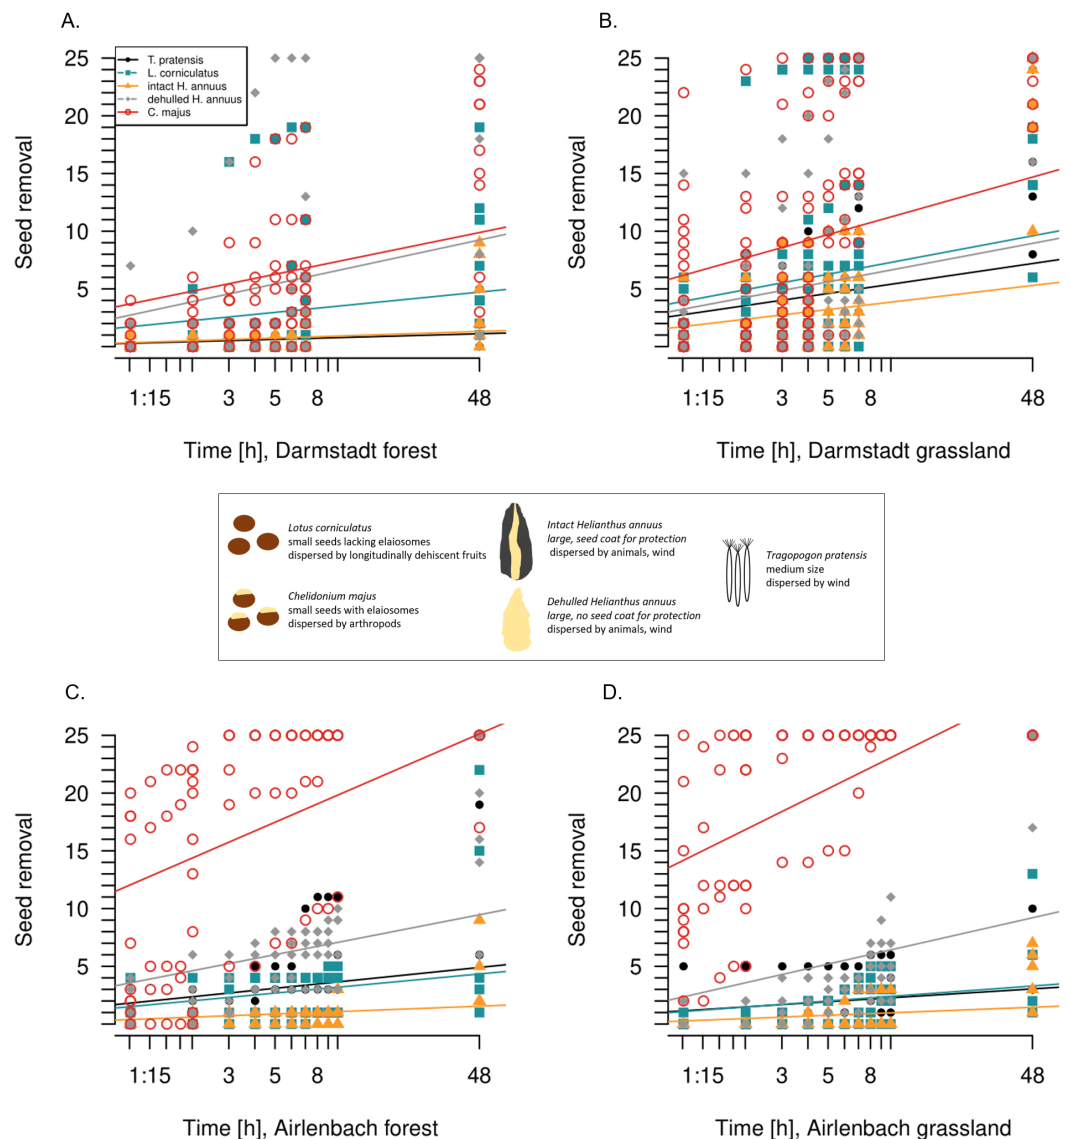 A.
T. pratensis
L. corniculatus
intact H. annuus
dehulled H. annuus
C. majus
Seed removal
25
20
15
10
5
1:15 3 5 8 48
Time [h], Darmstadt forest
B.
Seed removal
25
20
15
10
5
1:15 3 5 8 48
Time [h], Darmstadt grassland
Lotus corniculatus
small seeds lacking elaiosomes
dispersed by longitudinally dehiscent fruits
Chelidonium majus
small seeds with elaiosomes
dispersed by arthropods
Intact Helianthus annuus
large, seed coat for protection
dispersed by animals, wind
Dehulled Helianthus annuus
large, no seed coat for protection
dispersed by animals, wind
Tragopogon pratensis
medium size
dispersed by wind
C.
Seed removal
25
20
15
10
5
1:15 3 5 8 48
Time [h], Airlenbach forest
D.
Seed removal
25
20
15
10
5
1:15 3 5 8 48
Time [h], Airlenbach grassland